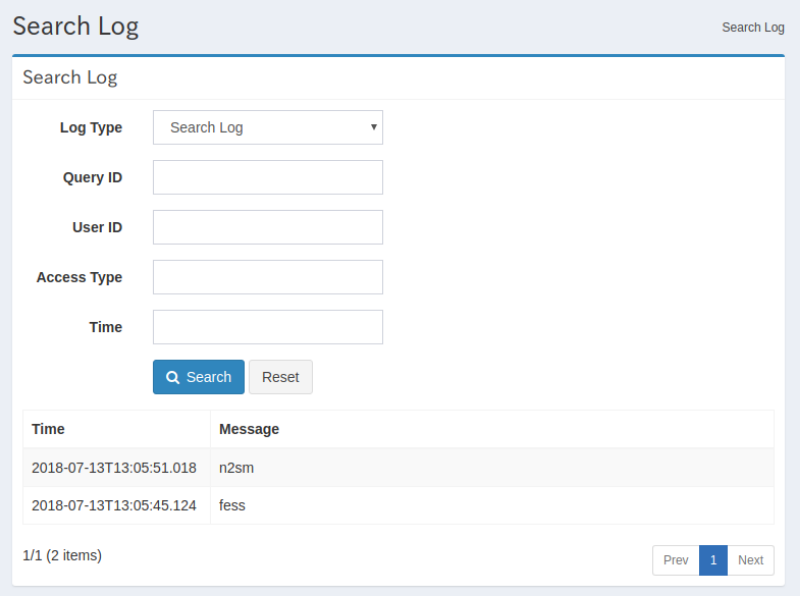 Search Log
Search Log
Search Log
Log Type Search Log
Query ID
User ID
Access Type
Time
Search Reset
Time Message
2018-07-13T13:05:51.018 n2sm
2018-07-13T13:05:45.124 fess
1/1 (2 items)
Prev 1 Next